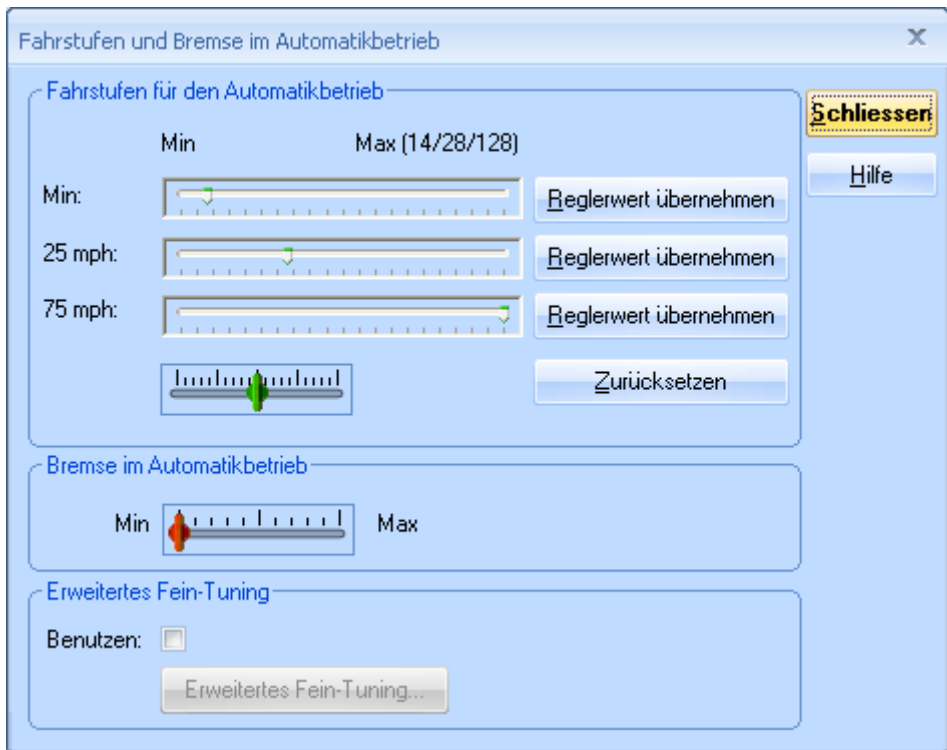 Fahrstufen und Bremse im Automatikbetrieb
Fahrstufen für den Automatikbetrieb
Schliessen
Min Max (14/28/128)
Hilfe
Min: Reglerwert übernehmen
25 mph: Reglerwert übernehmen
75 mph: Reglerwert übernehmen
Zurücksetzen
Bremse im Automatikbetrieb
Min Max
Erweitertes Fein-Tuning
Benutzen:
Erweitertes Fein-Tuning...